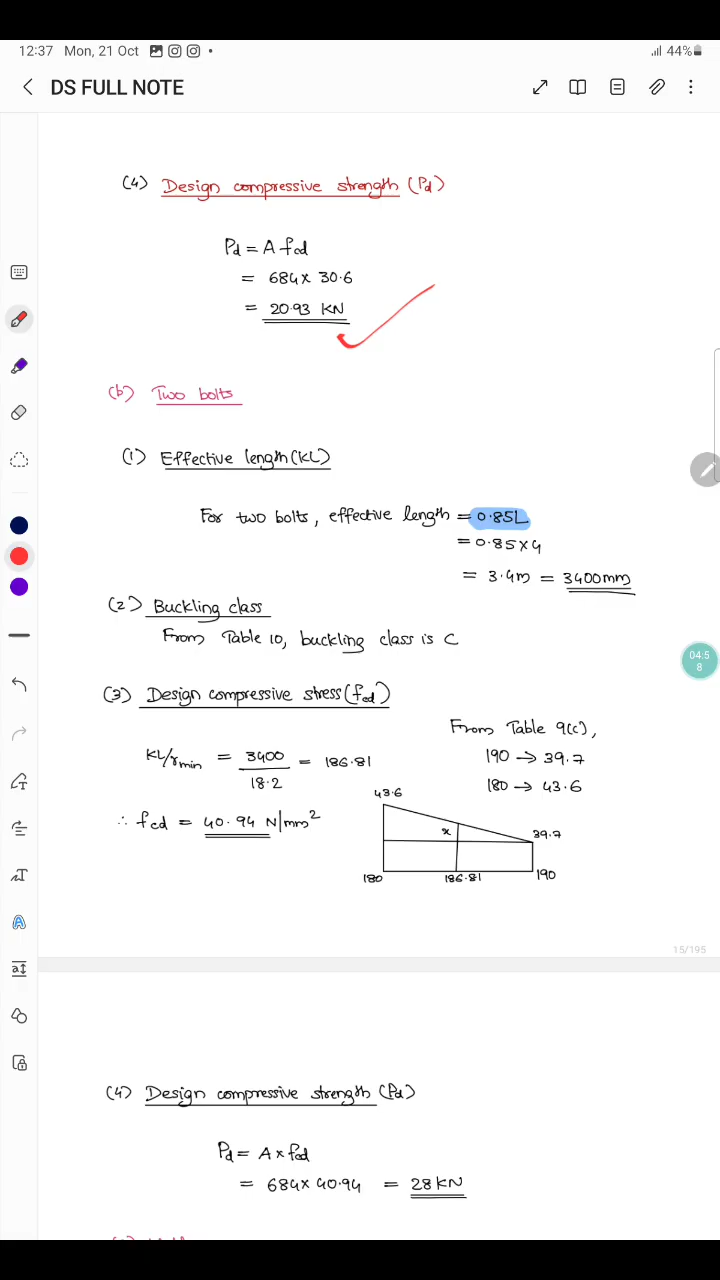 12:37 Mon, 21 Oct
44%
DS FULL NOTE
(4) Design compressive strength (Pd)
Pd = A fcd
= 684 x 30.6
= 20.93 KN
(b) Two bolts
(1) Effective length (KL)
For two bolts, effective length = 0.85L
= 0.85 x 4
= 3.4m = 3400mm
(2) Buckling class
From Table 10, buckling class is C
04:5
8
(3) Design compressive stress (fcd)
From Table 9(c),
KL/rmin = 3400/18.2 = 186.81
190 → 39.7
180 → 43.6
43.6
∴ fcd = 40.94 N/mm²
x
39.7
180 186.81 190
15/195
(4) Design compressive strength (Pd)
Pd = A x fcd
= 684 x 40.94 = 28 KN